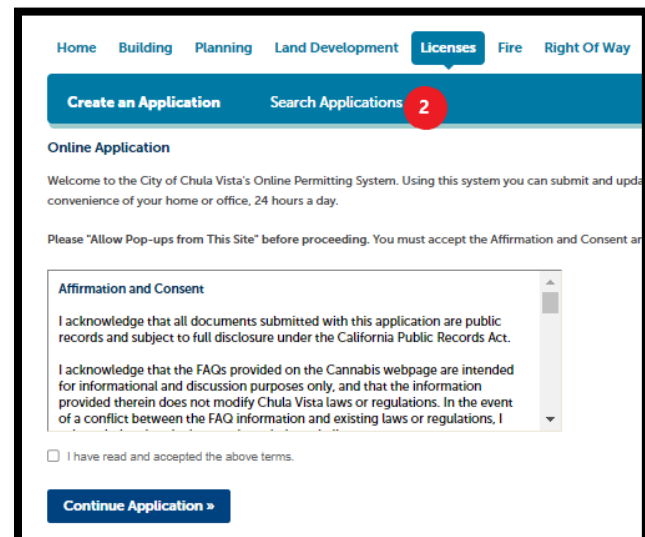 Home Building Planning Land Development Licenses Fire Right Of Way
Create an Application Search Applications 2
Online Application
Welcome to the City of Chula Vista's Online Permitting System. Using this system you can submit and upda
convenience of your home or office, 24 hours a day.
Please "Allow Pop-ups from This Site" before proceeding. You must accept the Affirmation and Consent
Affirmation and Consent
I acknowledge that all documents submitted with this application are public
records and subject to full disclosure under the California Public Records Act.
I acknowledge that the FAQs provided on the Cannabis webpage are intended
for informational and discussion purposes only, and that the information
provided therein does not modify Chula Vista laws or regulations. In the event
of a conflict between the FAQ information and existing laws or regulations, I
I have read and accepted the above terms.
Continue Application »